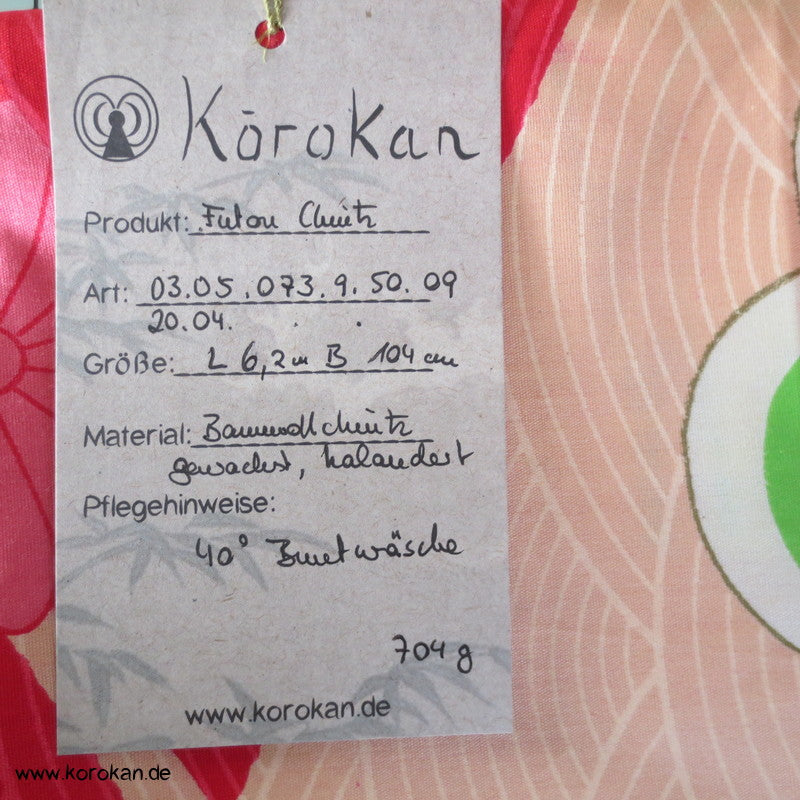 Kōrokan
Produkt: Futon Chintz
Art: 03.05.073.9.50.09
20.04.
Größe: L 6,2m B 104 cm
Material: Baumwollchintz
gewachst, kalandert
Pflegehinweise:
40° Buntwäsche
704 g
www.korokan.de
www.korokan.de